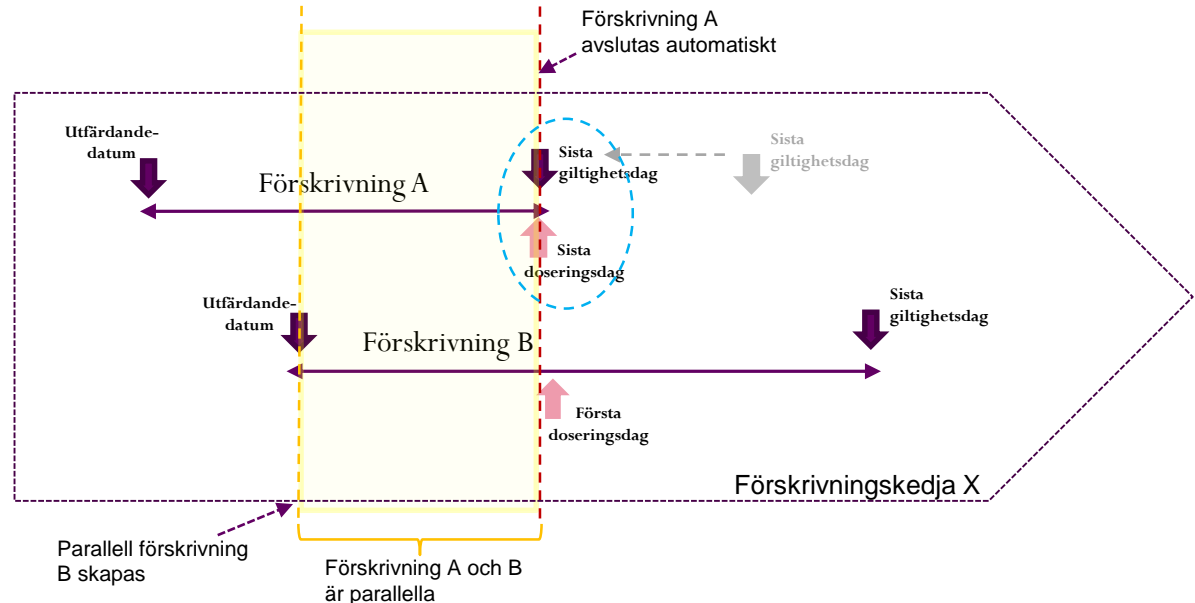 Förskrivning A
avslutas automatiskt
Utfärdande-
datum
Sista
giltighetsdag
Sista
giltighetsdag
Förskrivning A
Sista
doseringsdag
Utfärdande-
datum
Sista
giltighetsdag
Förskrivning B
Första
doseringsdag
Förskrivningskedja X
Parallell förskrivning
B skapas
Förskrivning A och B
är parallella